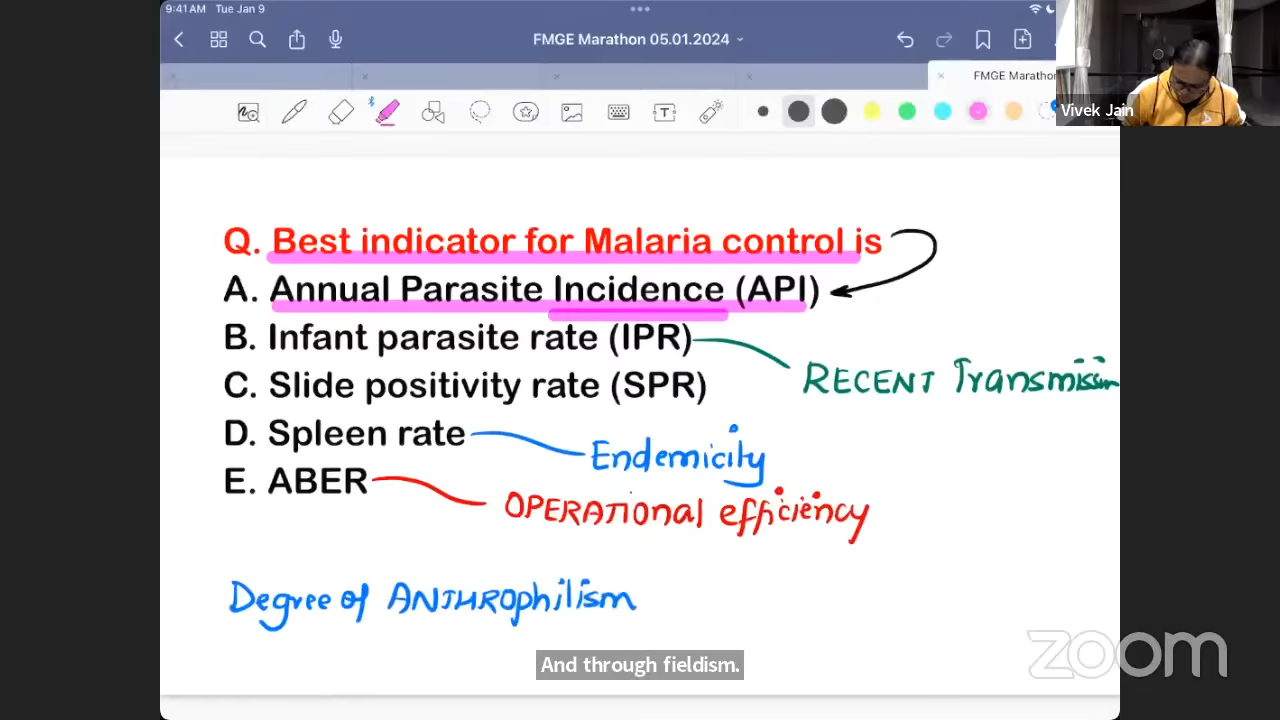 9:41 AM Tue Jan 9
FMGE Marathon 05.01.2024
FMGE Marathon
Vivek Jain
Q. Best indicator for Malaria control is
A. Annual Parasite Incidence (API)
B. Infant parasite rate (IPR)
RECENT Transmission
C. Slide positivity rate (SPR)
D. Spleen rate
Endemicity
E. ABER
OPERATIONAL efficiency
Degree of ANTHROphilism
And through fieldism.
zoom